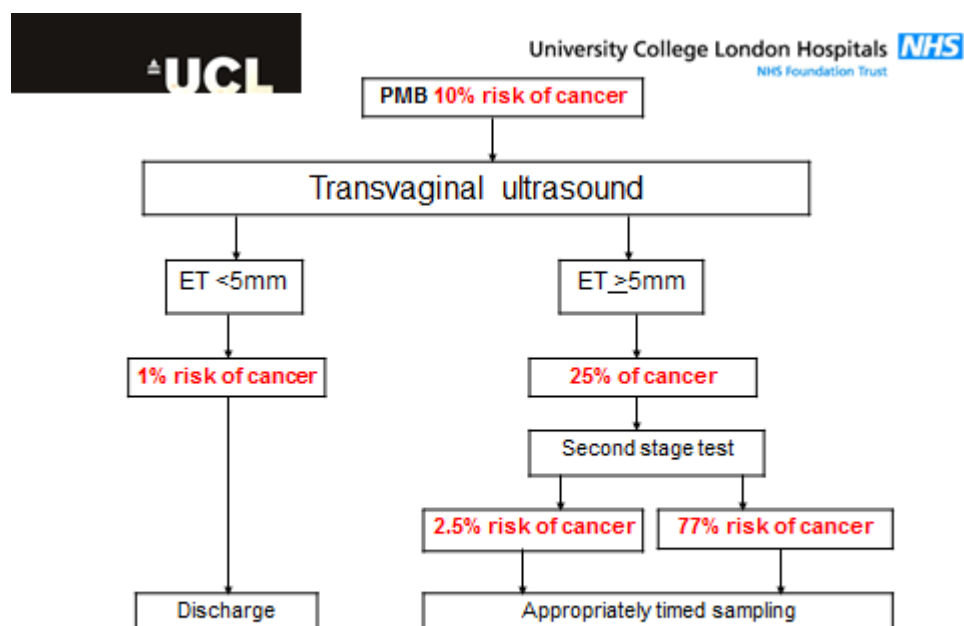 UCL
University College London Hospitals NHS
NHS Foundation Trust
PMB 10% risk of cancer
Transvaginal ultrasound
ET <5mm
ET ≥5mm
1% risk of cancer
25% of cancer
Second stage test
2.5% risk of cancer
77% risk of cancer
Discharge
Appropriately timed sampling